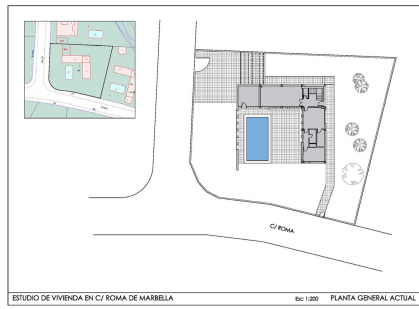 C/ ROMA
ESTUDIO DE VIVIENDA EN C/ ROMA DE MARBELLA
Esc 1:200
PLANTA GENERAL ACTUAL